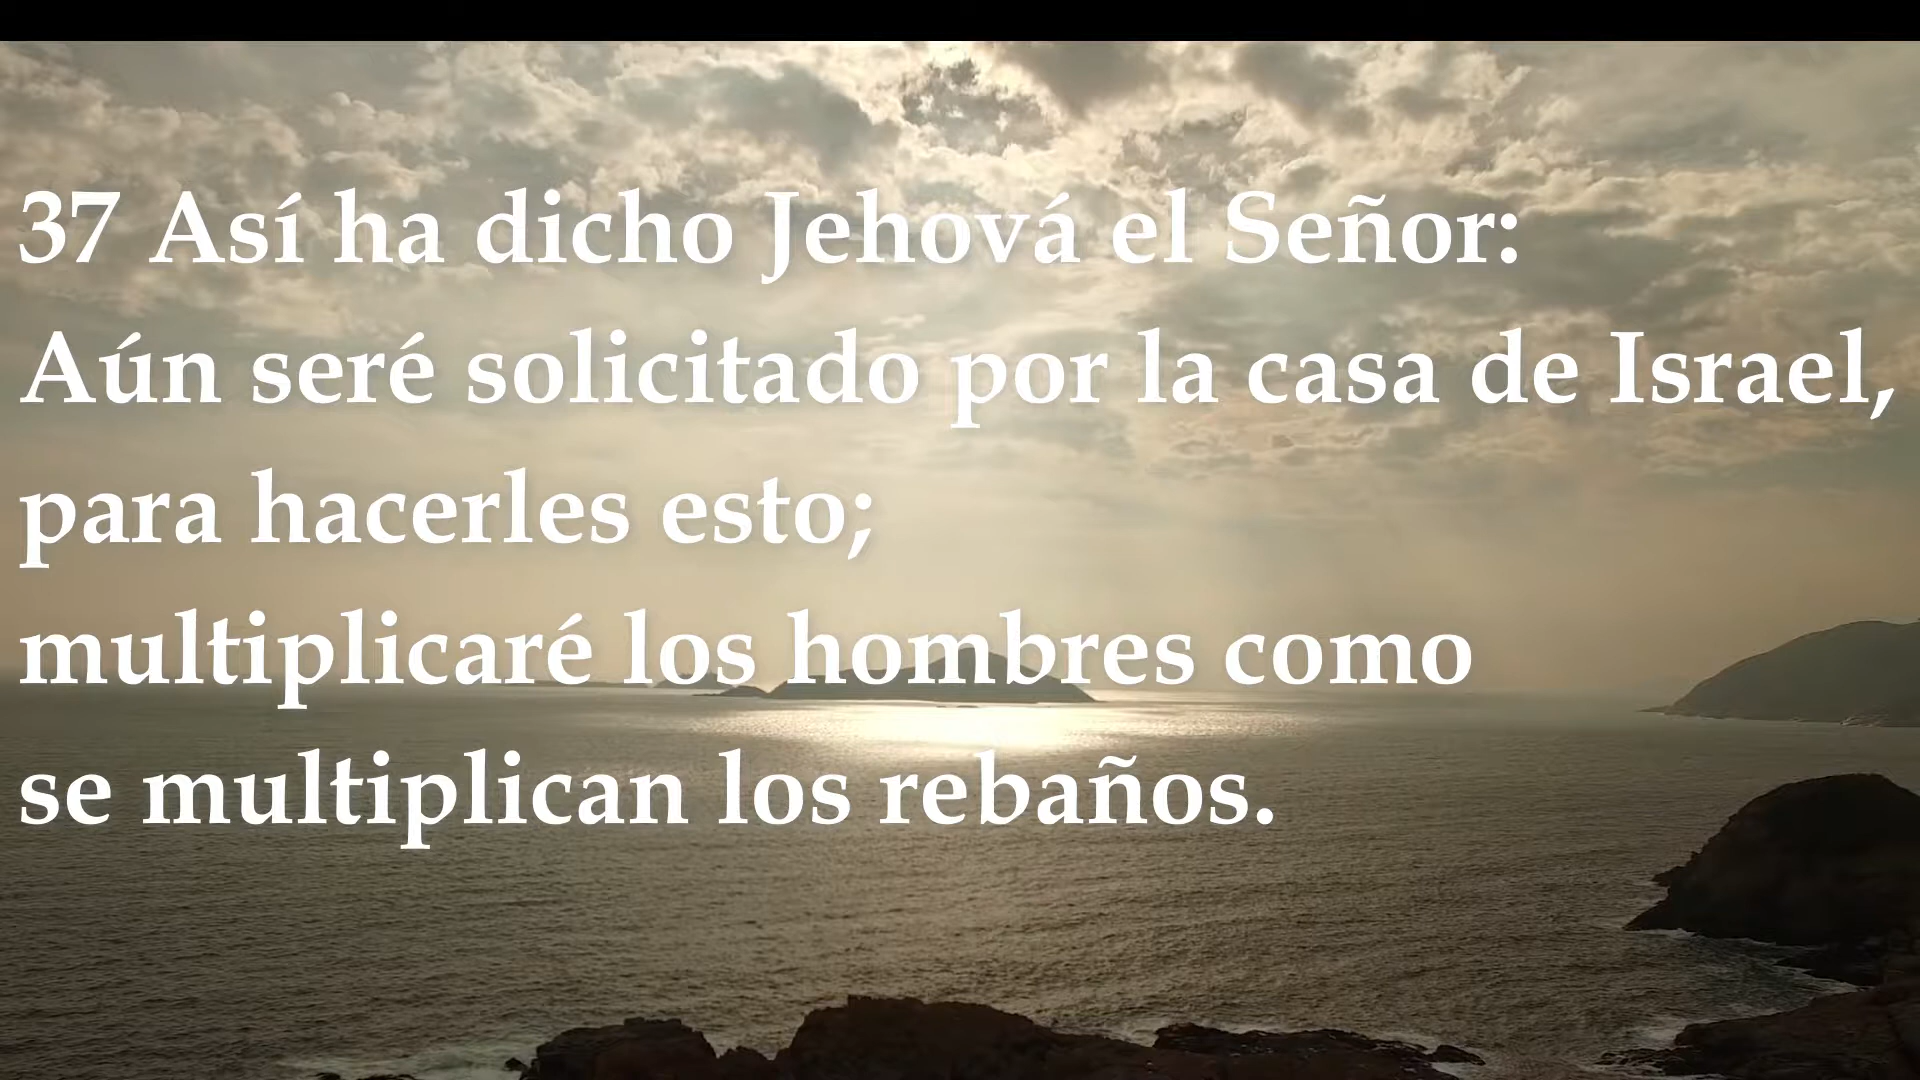 37 Así ha dicho Jehová el Señor:
Aún seré solicitado por la casa de Israel,
para hacerles esto;
multiplicaré los hombres como
se multiplican los rebaños.